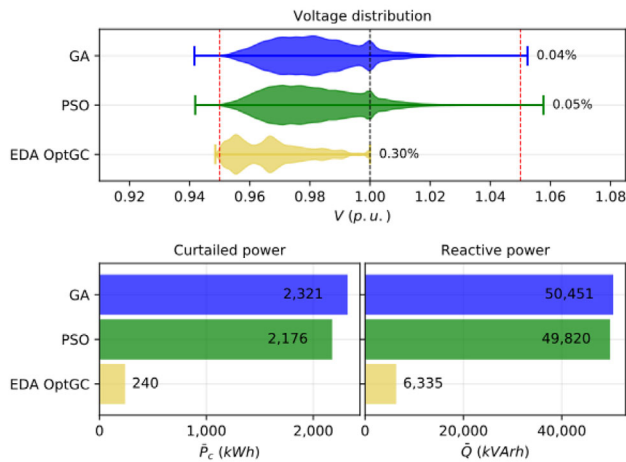 Voltage distribution
GA
0.04%
PSO
0.05%
EDA OptGC
0.30%
0.92 0.94 0.96 0.98 1.00 1.02 1.04 1.06 1.08
V (p.u.)
Curtailed power
Reactive power
GA
2,321
50,451
PSO
2,176
49,820
EDA OptGC
240
6,335
0 1,000 2,000
0 20,000 40,000
P̄c (kWh)
Q̄ (kVArh)